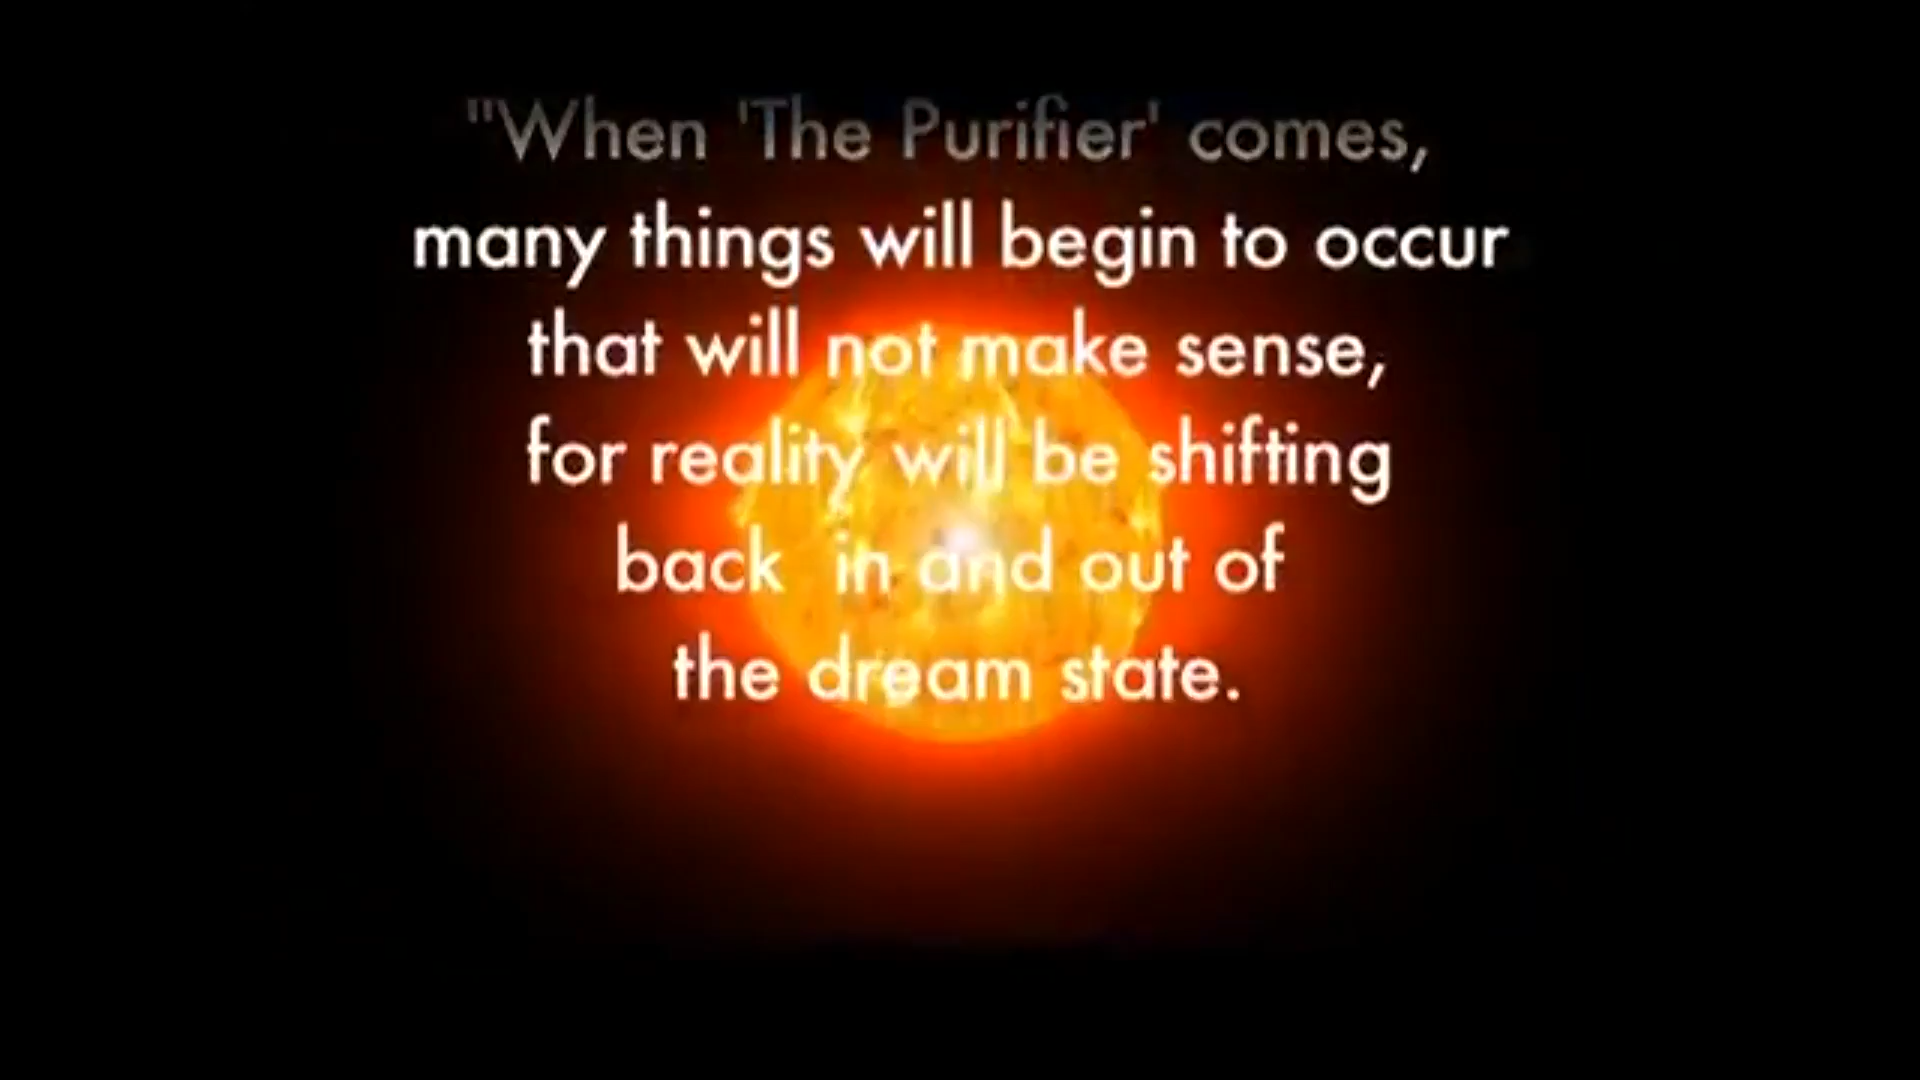 "When 'The Purifier' comes,
many things will begin to occur
that will not make sense,
for reality will be shifting
back  in and out of
the dream state.